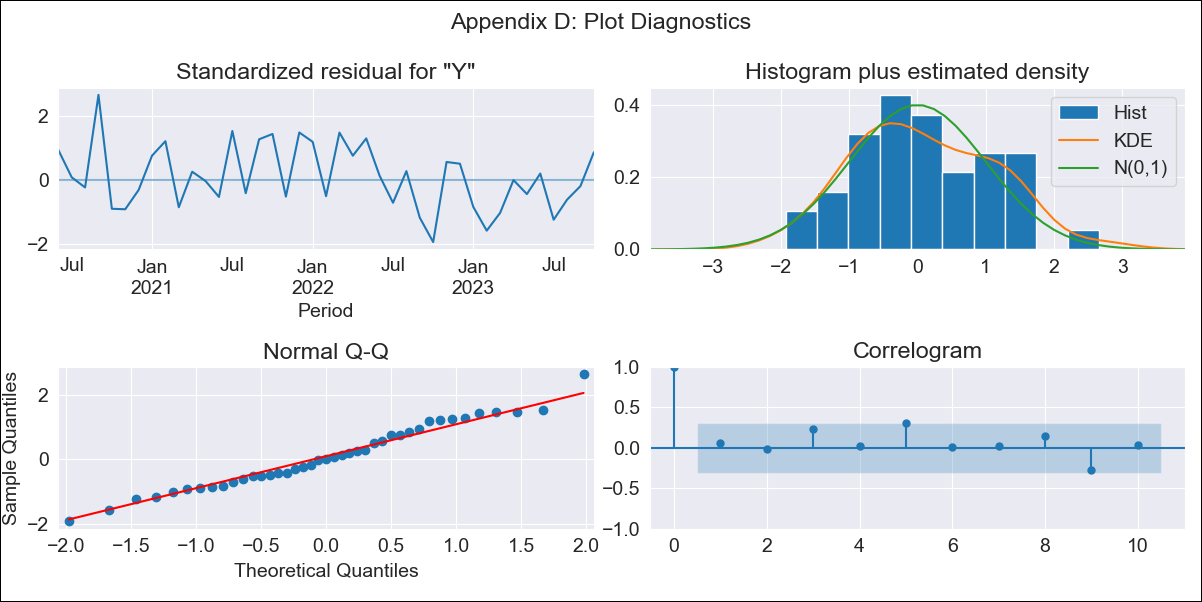 Appendix D: Plot Diagnostics
Standardized residual for "Y"
2
0
−2
Jul Jan Jul Jan Jul Jan Jul
2021 2022 2023
Period
Histogram plus estimated density
0.4
0.2
0.0
Hist
KDE
N(0,1)
−3 −2 −1 0 1 2 3
Normal Q-Q
Sample Quantiles
2
0
−2
−2.0 −1.5 −1.0 −0.5 0.0 0.5 1.0 1.5 2.0
Theoretical Quantiles
Correlogram
1.0
0.5
0.0
−0.5
−1.0
0 2 4 6 8 10